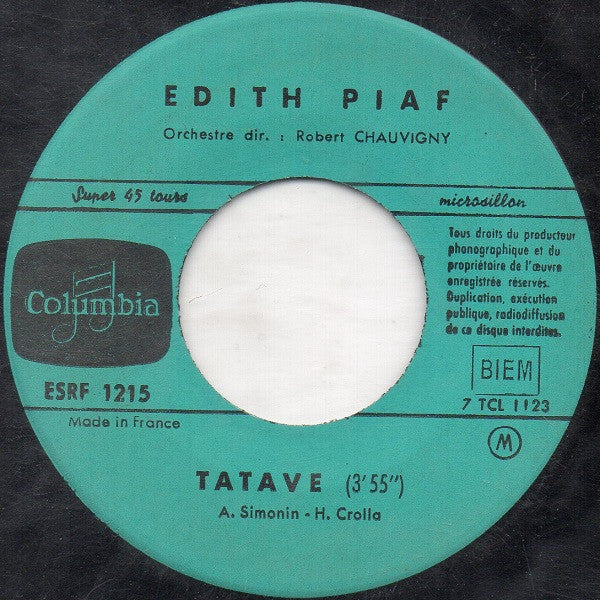 EDITH PIAF
Orchestre dir. : Robert CHAUVIGNY
Super 45 tours
microsillon
Columbia
Tous droits du producteur
phonographique et du
propriétaire de l'œuvre
enregistrée réservés.
Duplication, exécution
publique, radiodiffusion
de ce disque interdites.
BIEM
ESRF 1215
7 TCL 1123
Made in France
M
TATAVE (3'55")
A. Simonin - H. Crolla